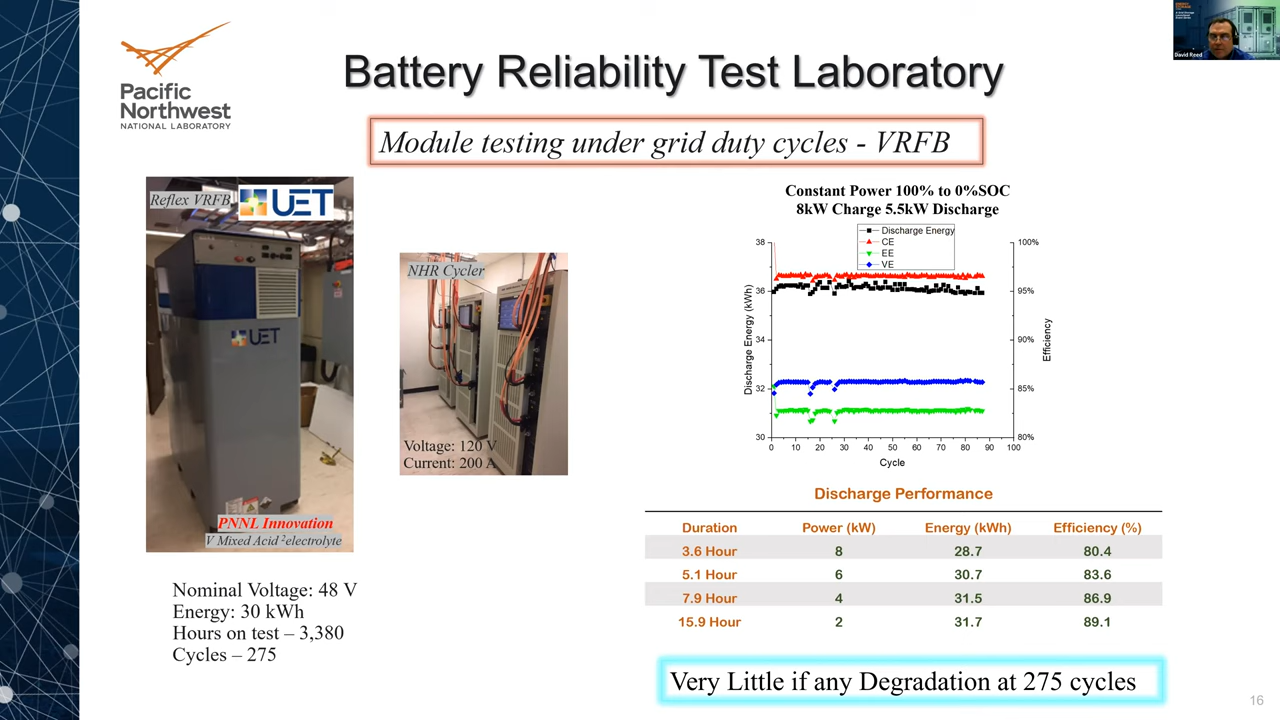 Pacific
Northwest
NATIONAL LABORATORY
Battery Reliability Test Laboratory
David Reed
Module testing under grid duty cycles - VRFB
Reflex VRFB
UET
UET
PNNL Innovation
V Mixed Acid 2electrolyte
NHR Cycler
Voltage: 120 V
Current: 200 A
Nominal Voltage: 48 V
Energy: 30 kWh
Hours on test – 3,380
Cycles – 275
Constant Power 100% to 0%SOC
8kW Charge 5.5kW Discharge
Discharge Energy
CE
EE
VE
38
36
34
32
30
Discharge Energy (kWh)
100%
95%
90%
85%
80%
Efficiency
0 10 20 30 40 50 60 70 80 90 100
Cycle
Discharge Performance
Duration Power (kW) Energy (kWh) Efficiency (%)
3.6 Hour 8 28.7 80.4
5.1 Hour 6 30.7 83.6
7.9 Hour 4 31.5 86.9
15.9 Hour 2 31.7 89.1
Very Little if any Degradation at 275 cycles
16